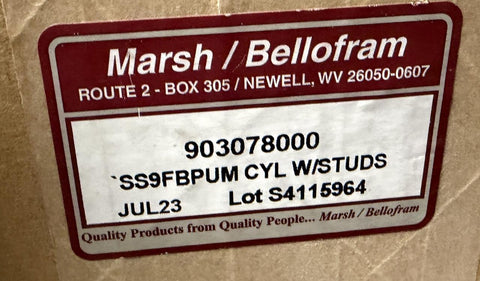 Marsh / Bellofram
ROUTE 2 - BOX 305 / NEWELL, WV 26050-0607
903078000
`SS9FBPUM CYL W/STUDS
JUL23 Lot S4115964
Quality Products from Quality People... Marsh / Bellofram